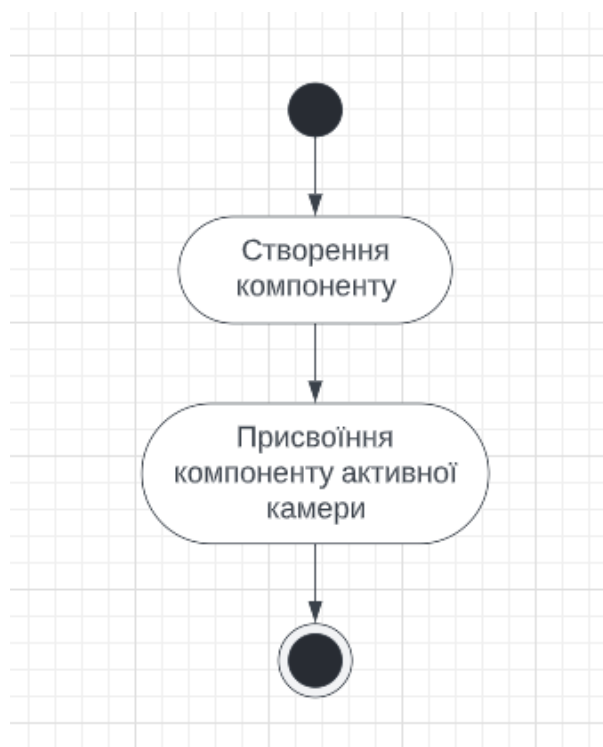 Створення
компоненту
Присвоїння
компоненту активної
камери